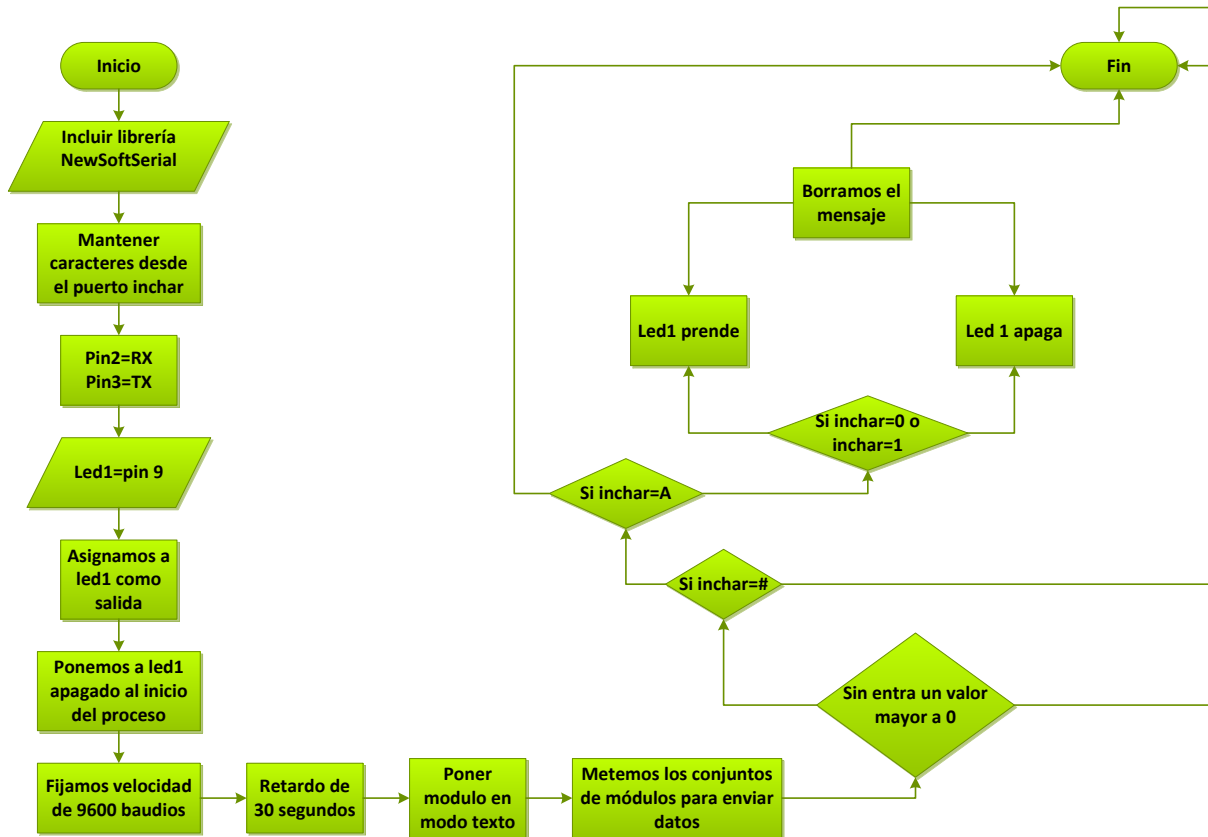 Inicio
Incluir librería
NewSoftSerial
Mantener
caracteres desde
el puerto inchar
Pin2=RX
Pin3=TX
Led1=pin 9
Asignamos a
led1 como
salida
Ponemos a led1
apagado al inicio
del proceso
Fijamos velocidad
de 9600 baudios
Retardo de
30 segundos
Poner
modulo en
modo texto
Metemos los conjuntos
de módulos para enviar
datos
Sin entra un valor
mayor a 0
Si inchar=#
Si inchar=A
Si inchar=0 o
inchar=1
Led1 prende
Led 1 apaga
Borramos el
mensaje
Fin